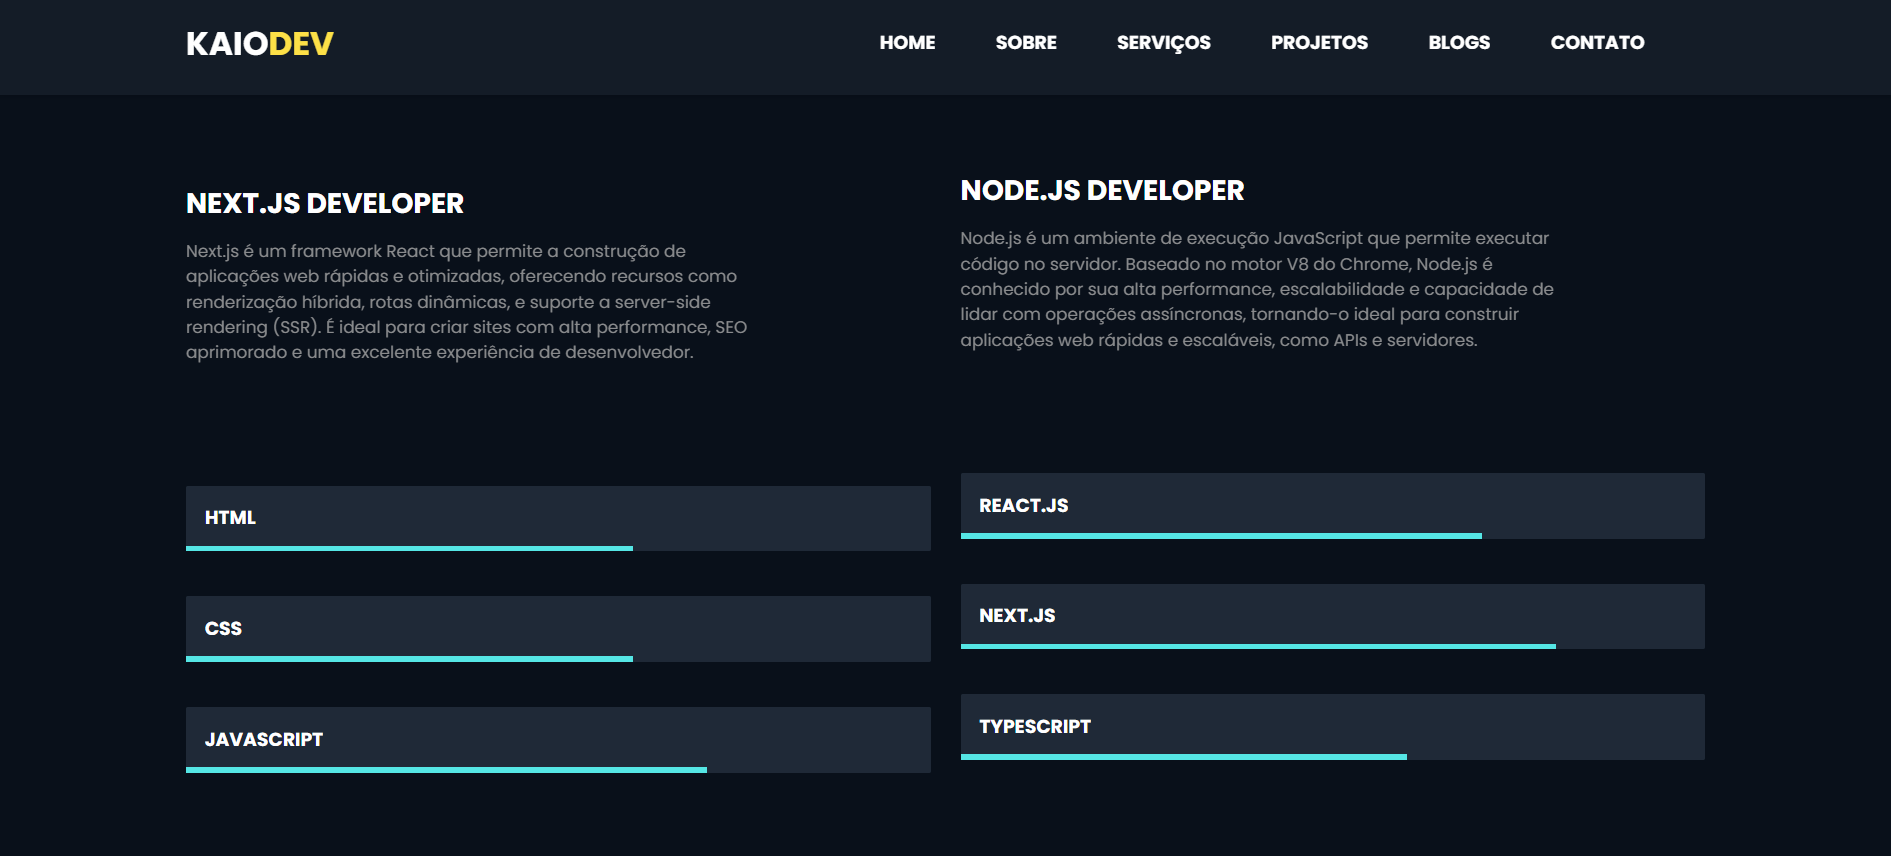 KAIODEV
HOME
SOBRE
SERVIÇOS
PROJETOS
BLOGS
CONTATO
NEXT.JS DEVELOPER
Next.js é um framework React que permite a construção de
aplicações web rápidas e otimizadas, oferecendo recursos como
renderização híbrida, rotas dinâmicas, e suporte a server-side
rendering (SSR). É ideal para criar sites com alta performance, SEO
aprimorado e uma excelente experiência de desenvolvedor.
HTML
CSS
JAVASCRIPT
NODE.JS DEVELOPER
Node.js é um ambiente de execução JavaScript que permite executar
código no servidor. Baseado no motor V8 do Chrome, Node.js é
conhecido por sua alta performance, escalabilidade e capacidade de
lidar com operações assíncronas, tornando-o ideal para construir
aplicações web rápidas e escaláveis, como APIs e servidores.
REACT.JS
NEXT.JS
TYPESCRIPT